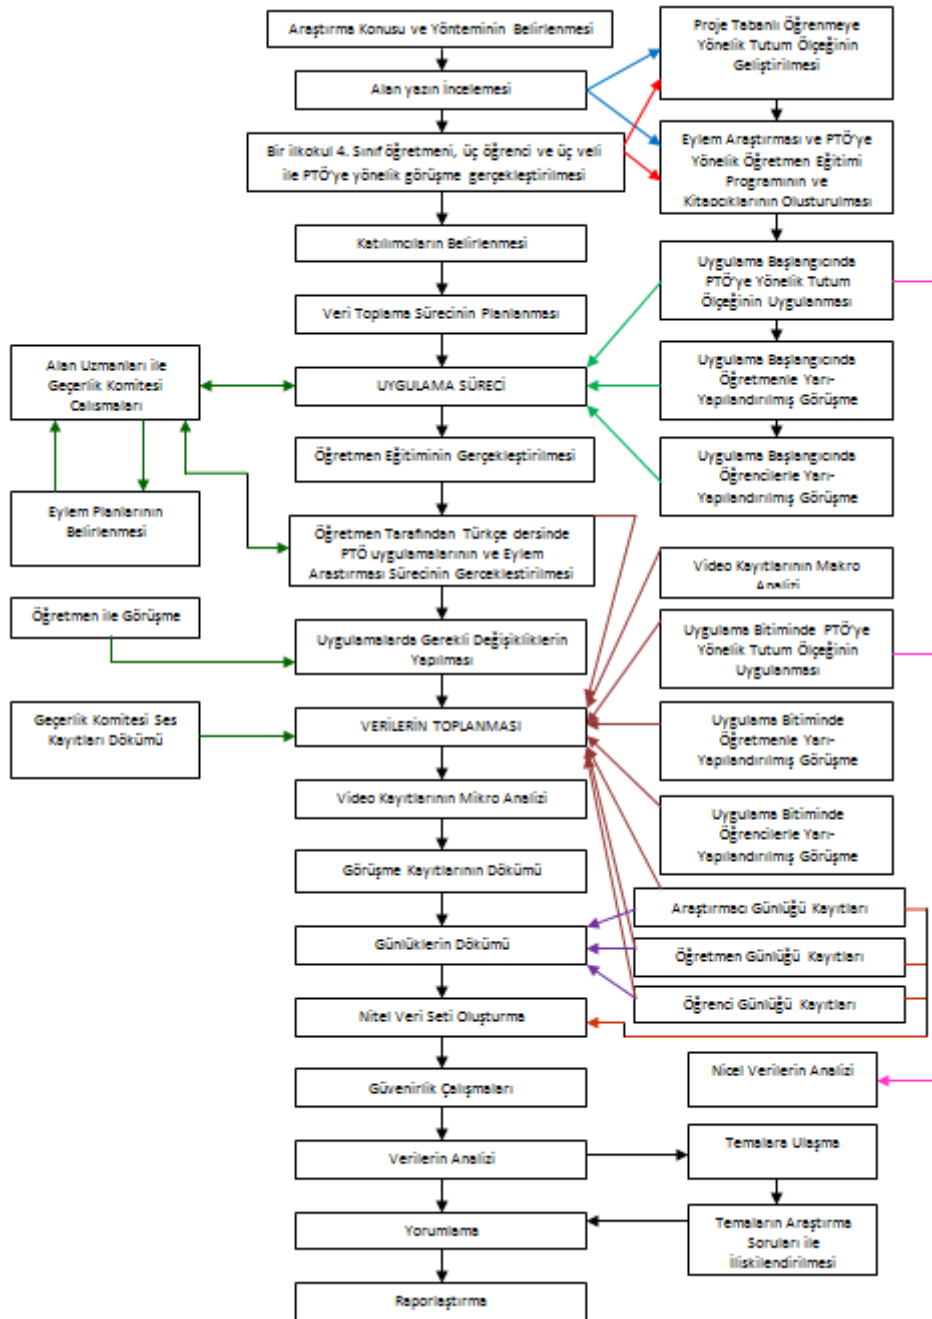 Araştırma Konusu ve Yönteminin Belirlenmesi
Alan yazın İncelemesi
Bir ilkokul 4. Sınıf öğretmeni, üç öğrenci ve üç veli
ile PTÖ'ye yönelik görüşme gerçekleştirilmesi
Katılımcıların Belirlenmesi
Veri Toplama Sürecinin Planlanması
UYGULAMA SÜRECİ
Öğretmen Eğitiminin Gerçekleştirilmesi
Öğretmen Tarafından Türkçe dersinde
PTÖ uygulamalarının ve Eylem
Araştırması Sürecinin Gerçekleştirilmesi
Uygulamalarda Gerekli Değişikliklerin
Yapılması
VERİLERİN TOPLANMASI
Video Kayıtlarının Mikro Analizi
Görüşme Kayıtlarının Dökümü
Günlüklerin Dökümü
Nitel Veri Seti Oluşturma
Güvenirlik Çalışmaları
Verilerin Analizi
Yorumlama
Raporlaştırma
Alan Uzmanları ile
Geçerlik Komitesi
Çalışmaları
Eylem Planlarının
Belirlenmesi
Öğretmen ile Görüşme
Geçerlik Komitesi Ses
Kayıtları Dökümü
Proje Tabanlı Öğrenmeye
Yönelik Tutum Ölçeğinin
Geliştirilmesi
Eylem Araştırması ve PTÖ'ye
Yönelik Öğretmen Eğitimi
Programının ve
Kitapçıklarının Oluşturulması
Uygulama Başlangıcında
PTÖ'ye Yönelik Tutum
Ölçeğinin Uygulanması
Uygulama Başlangıcında
Öğretmenle Yarı-
Yapılandırılmış Görüşme
Uygulama Başlangıcında
Öğrencilerle Yarı-
Yapılandırılmış Görüşme
Video Kayıtlarının Makro
Analizi
Uygulama Bitiminde PTÖ'ye
Yönelik Tutum Ölçeğinin
Uygulanması
Uygulama Bitiminde
Öğretmenle Yarı-
Yapılandırılmış Görüşme
Uygulama Bitiminde
Öğrencilerle Yarı-
Yapılandırılmış Görüşme
Araştırmacı Günlüğü Kayıtları
Öğretmen Günlüğü Kayıtları
Öğrenci Günlüğü Kayıtları
Nicel Verilerin Analizi
Temalara Ulaşma
Temaların Araştırma
Soruları ile
İlişkilendirilmesi